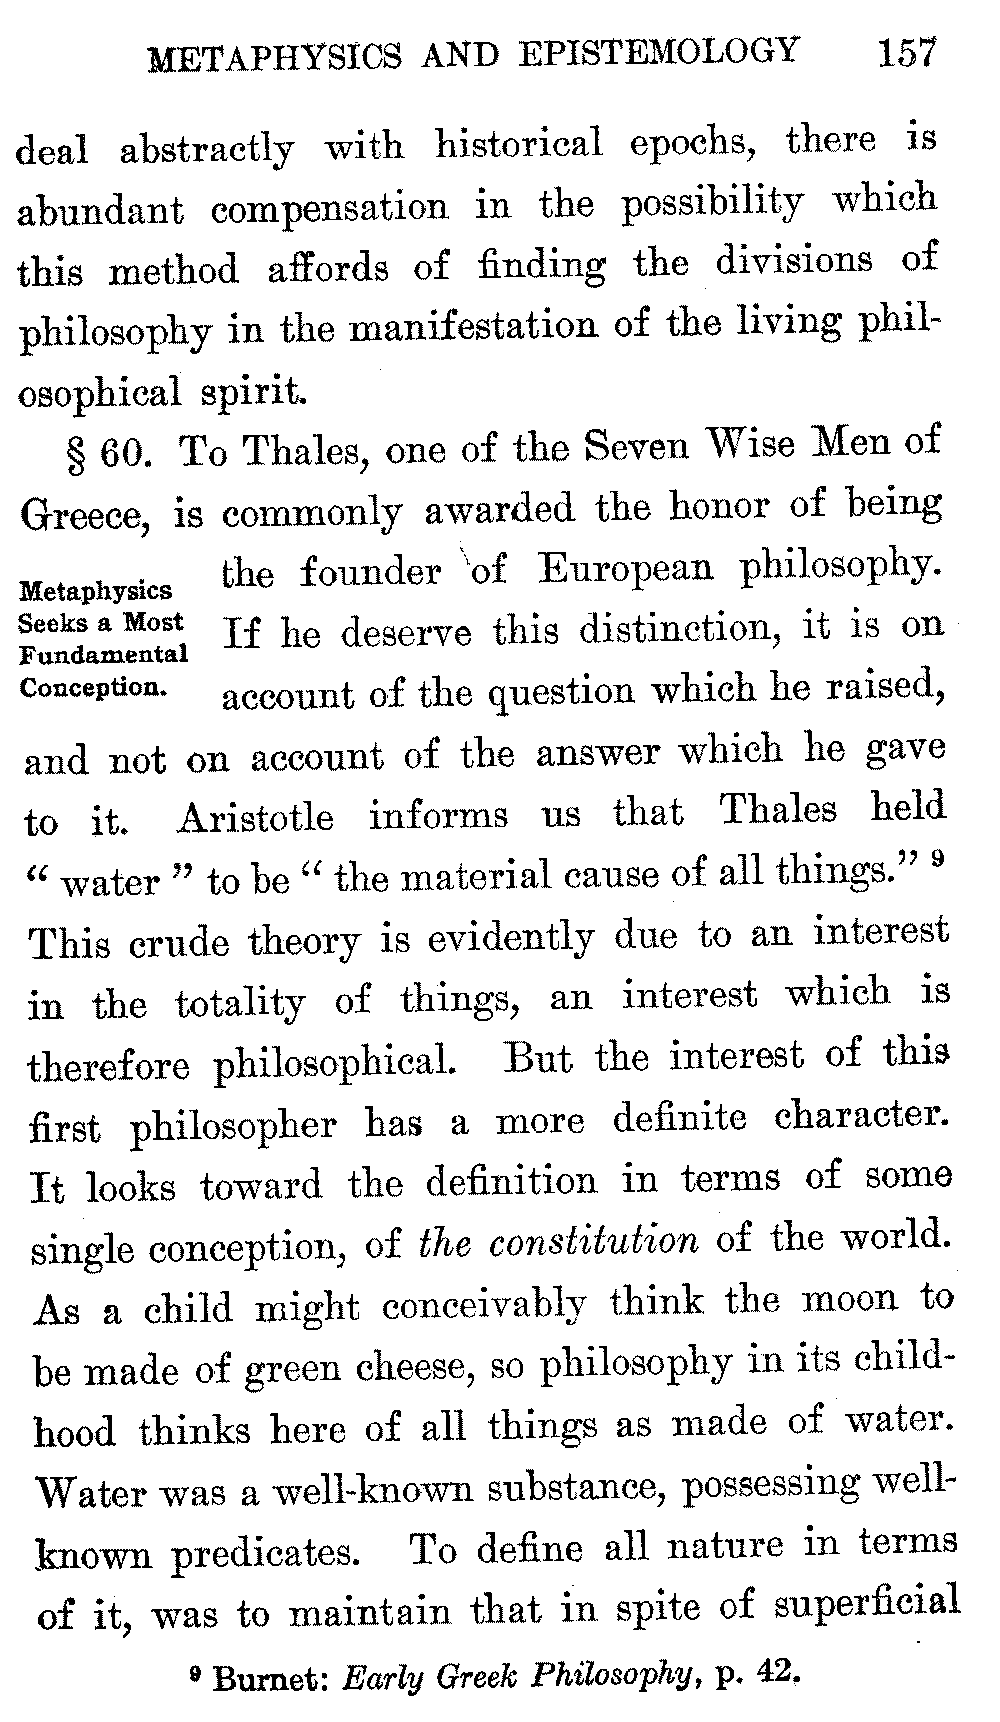 METAPHYSICS AND EPISTEMOLOGY 157
deal abstractly with historical epochs, there is
abundant compensation in the possibility which
this method affords of finding the divisions of
philosophy in the manifestation of the living phil-
osophical spirit.
§ 60. To Thales, one of the Seven Wise Men of
Greece, is commonly awarded the honor of being
Metaphysics
Seeks a Most
Fundamental
Conception.
the founder of European philosophy.
If he deserve this distinction, it is on
account of the question which he raised,
and not on account of the answer which he gave
to it. Aristotle informs us that Thales held
“ water ” to be “ the material cause of all things.” ⁹
This crude theory is evidently due to an interest
in the totality of things, an interest which is
therefore philosophical. But the interest of this
first philosopher has a more definite character.
It looks toward the definition in terms of some
single conception, of the constitution of the world.
As a child might conceivably think the moon to
be made of green cheese, so philosophy in its child-
hood thinks here of all things as made of water.
Water was a well-known substance, possessing well-
known predicates. To define all nature in terms
of it, was to maintain that in spite of superficial
⁹ Burnet: Early Greek Philosophy, p. 42.